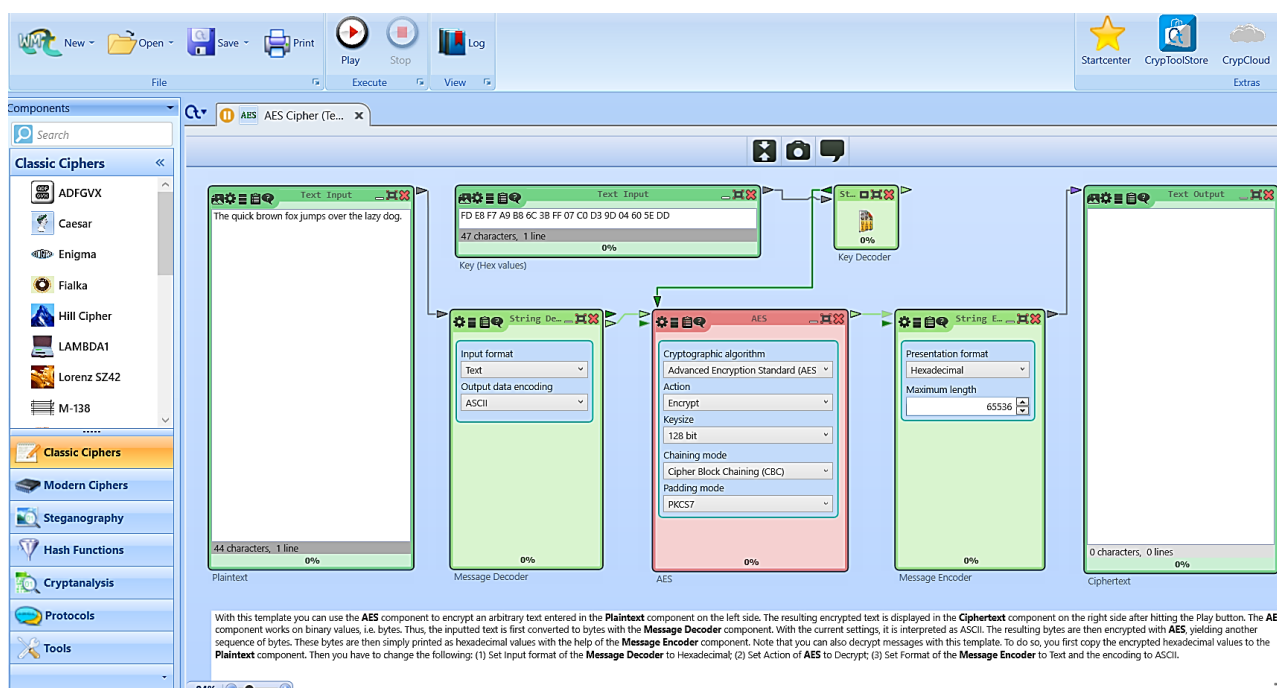 New Open Save Print Play Stop Log Startcenter CrypToolStore CrypCloud
File Execute View Extras
Components
AES AES Cipher (Te...
Search
Classic Ciphers
ADFGVX
Caesar
Enigma
Fialka
Hill Cipher
LAMBDA1
Lorenz SZ42
M-138
Classic Ciphers
Modern Ciphers
Steganography
Hash Functions
Cryptanalysis
Protocols
Tools
Text Input
The quick brown fox jumps over the lazy dog.
44 characters, 1 line
0%
Plaintext
Text Input
FD E8 F7 A9 B8 6C 3B FF 07 C0 D3 9D 04 60 5E DD
47 characters, 1 line
0%
Key (Hex values)
St...
0%
Key Decoder
String De...
Input format
Text
Output data encoding
ASCII
0%
Message Decoder
AES
Cryptographic algorithm
Advanced Encryption Standard (AES
Action
Encrypt
Keysize
128 bit
Chaining mode
Cipher Block Chaining (CBC)
Padding mode
PKCS7
0%
AES
String E...
Presentation format
Hexadecimal
Maximum length
65536
0%
Message Encoder
Text Output
0 characters, 0 lines
0%
Ciphertext
With this template you can use the AES component to encrypt an arbitrary text entered in the Plaintext component on the left side. The resulting encrypted text is displayed in the Ciphertext component on the right side after hitting the Play button. The AE
component works on binary values, i.e. bytes. Thus, the inputted text is first converted to bytes with the Message Decoder component. With the current settings, it is interpreted as ASCII. The resulting bytes are then encrypted with AES, yielding another
sequence of bytes. These bytes are then simply printed as hexadecimal values with the help of the Message Encoder component. Note that you can also decrypt messages with this template. To do so, you first copy the encrypted hexadecimal values to the
Plaintext component. Then you have to change the following: (1) Set Input format of the Message Decoder to Hexadecimal; (2) Set Action of AES to Decrypt; (3) Set Format of the Message Encoder to Text and the encoding to ASCII.